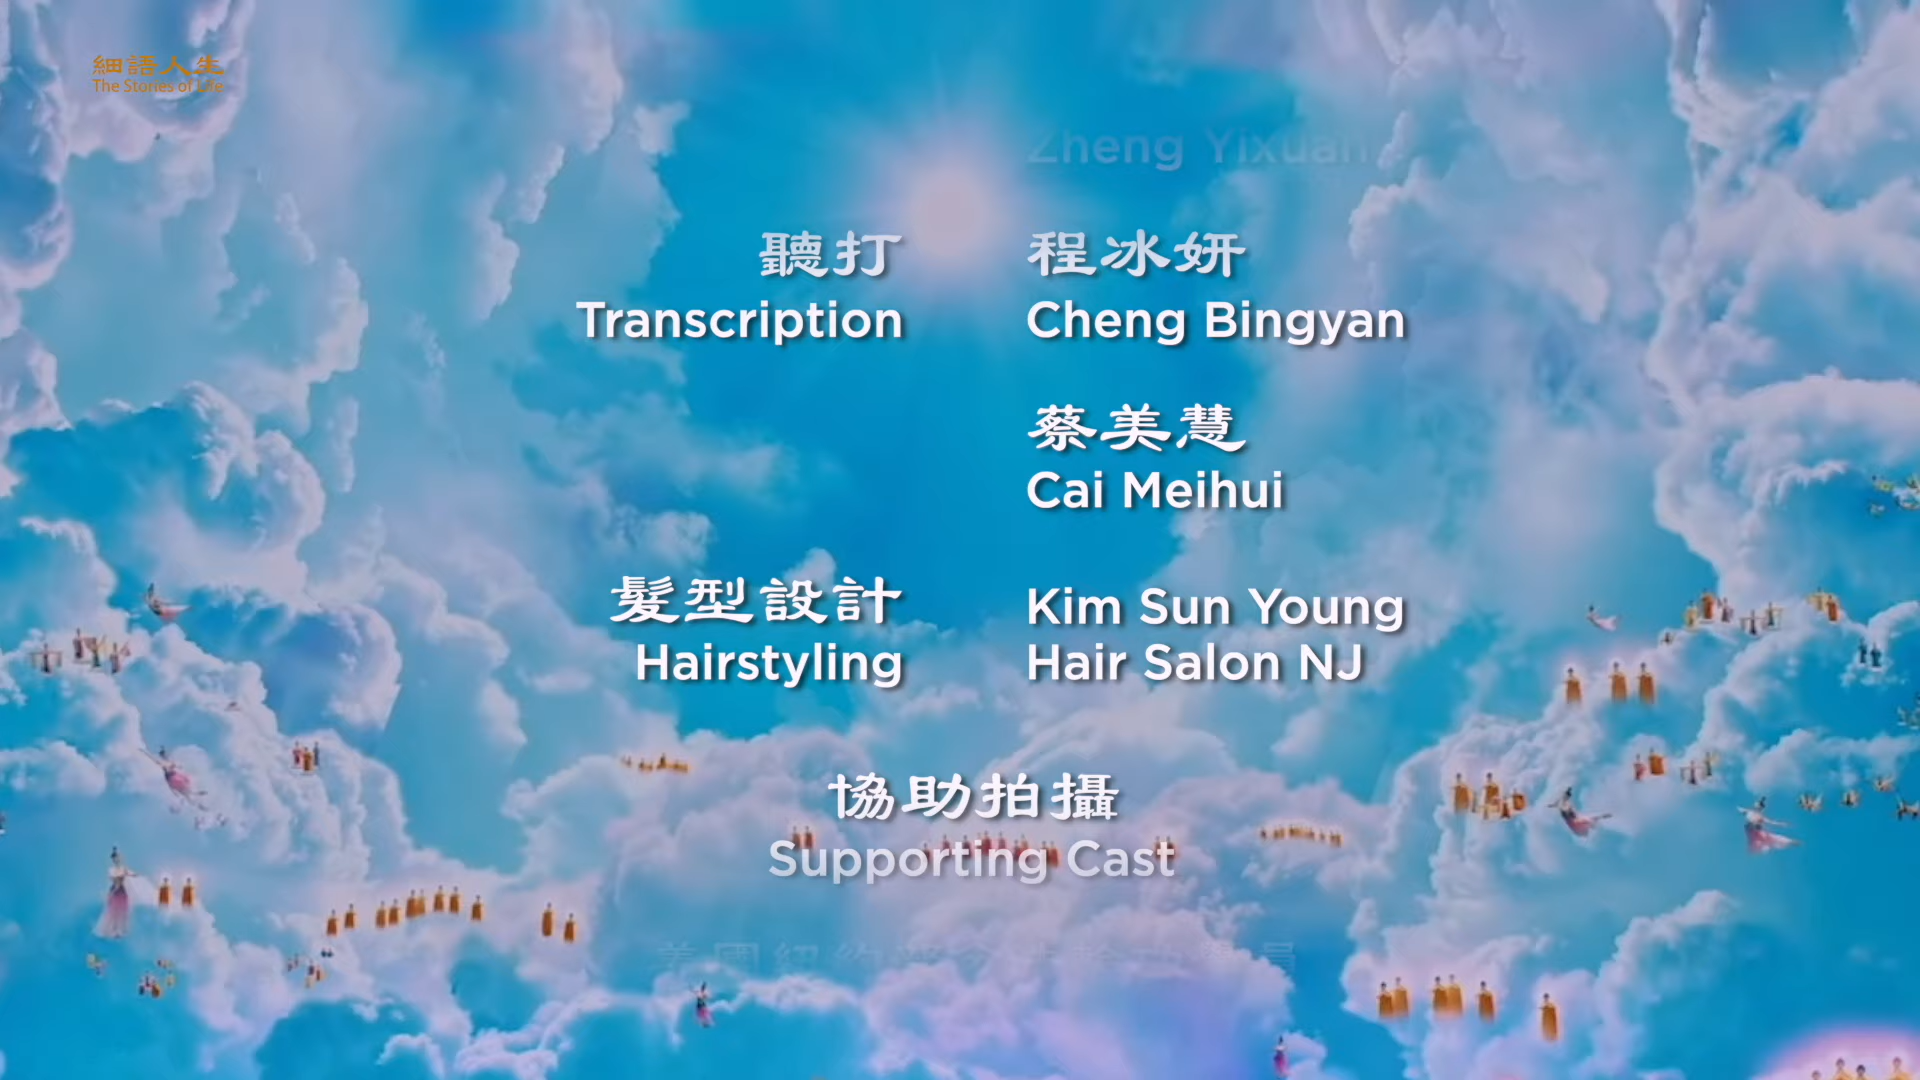 細語人生
The Stories of Life
Zheng Yixuan
聽打 程冰妍
Transcription Cheng Bingyan
蔡美慧
Cai Meihui
髮型設計
Kim Sun Young
Hairstyling Hair Salon NJ
協助拍攝
Supporting Cast